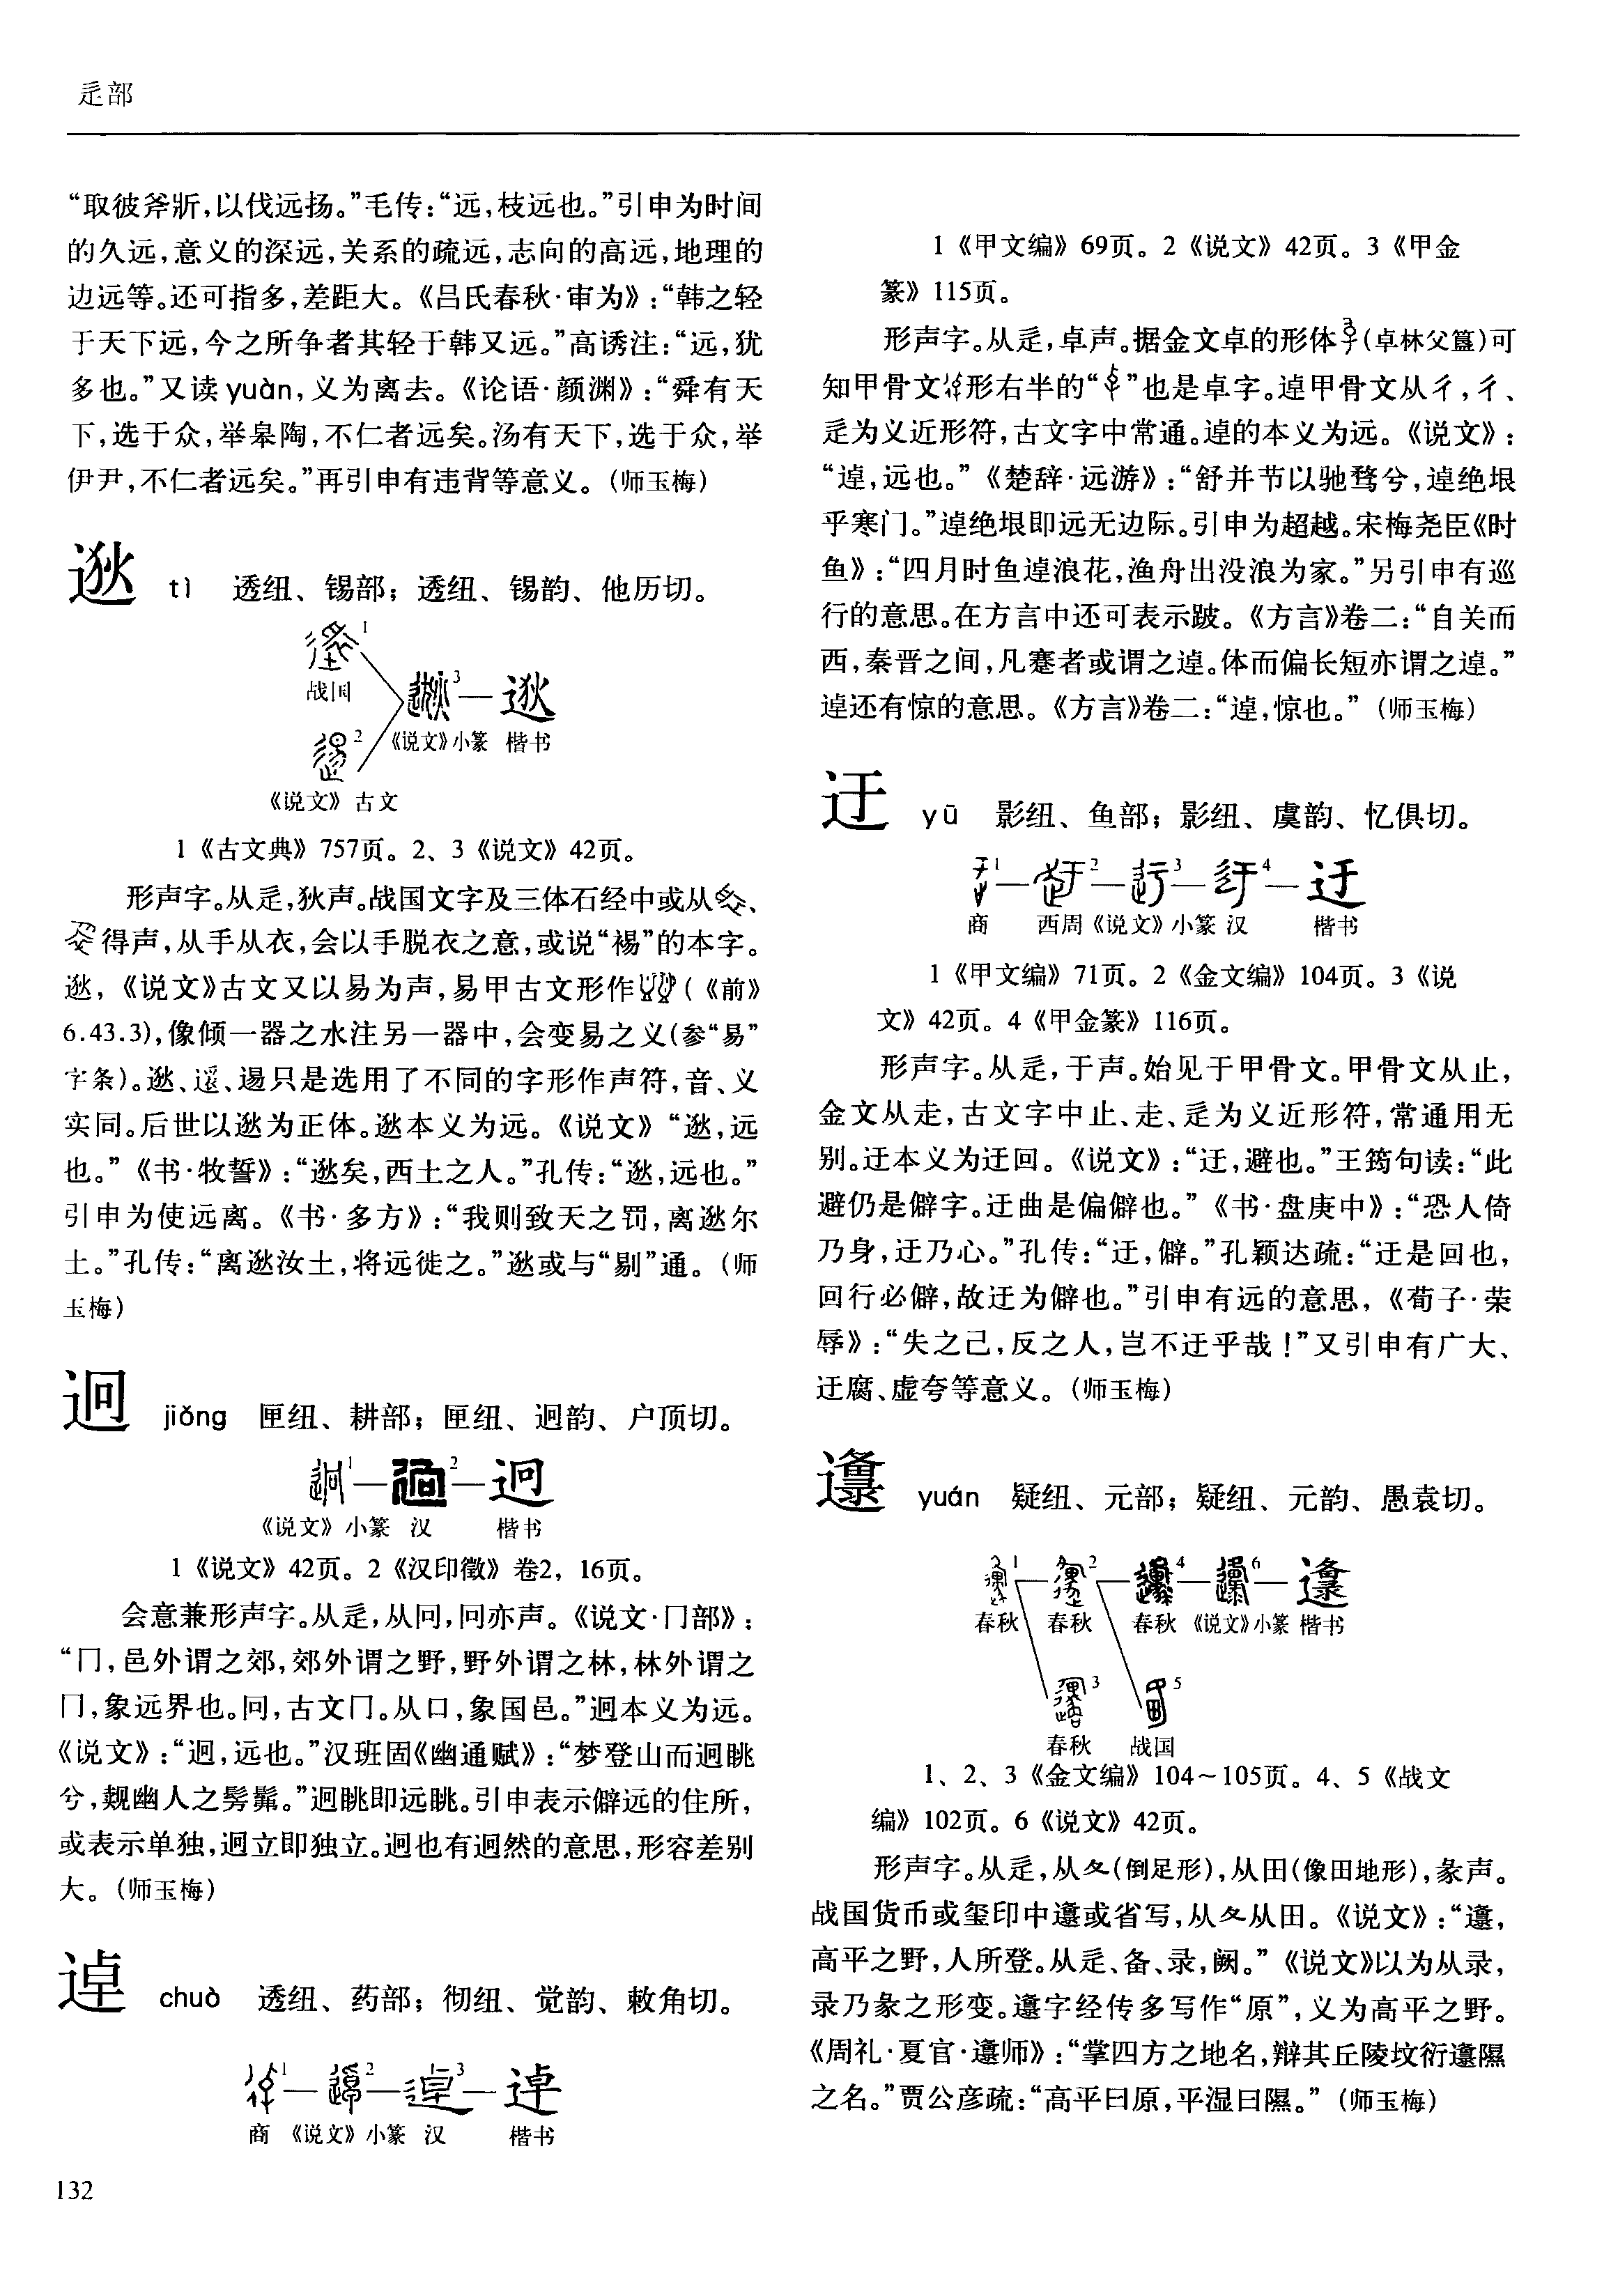 辵部
“取彼斧斨，以伐远扬。”毛传：“远，枝远也。”引申为时间
的久远，意义的深远，关系的疏远，志向的高远，地理的
边远等。还可指多，差距大。《吕氏春秋·审为》：“韩之轻
于天下远，今之所争者其轻于韩又远。”高诱注：“远，犹
多也。”又读 yuàn，义为离去。《论语·颜渊》：“舜有天
下，选于众，举皋陶，不仁者远矣。汤有天下，选于众，举
伊尹，不仁者远矣。”再引申有违背等意义。（师玉梅）
逖 tì 透纽、锡部；透纽、锡韵、他历切。
1
战国
3 — 逖
2 《说文》小篆 楷书
《说文》古文
1《古文典》757页。2、3《说文》42页。
形声字。从辵，狄声。战国文字及三体石经中或从、
得声，从手从衣，会以手脱衣之意，或说“裼”的本字。
逖，《说文》古文又以易为声，易甲古文形作（《前》
6.43.3），像倾一器之水注另一器中，会变易之义（参“易”
字条）。逖、、逷只是选用了不同的字形作声符，音、义
实同。后世以逖为正体。逖本义为远。《说文》“逖，远
也。”《书·牧誓》：“逖矣，西土之人。”孔传：“逖，远也。”
引申为使远离。《书·多方》：“我则致天之罚，离逖尔
土。”孔传：“离逖汝土，将远徙之。”逖或与“剔”通。（师
玉梅）
迥 jiǒng 匣纽、耕部；匣纽、迥韵、户顶切。
1 — 2 — 迥
《说文》小篆 汉 楷书
1《说文》42页。2《汉印徵》卷2，16页。
会意兼形声字。从辵，从冋，冋亦声。《说文·冂部》：
“冂，邑外谓之郊，郊外谓之野，野外谓之林，林外谓之
冂，象远界也。冋，古文冂。从口，象国邑。”迥本义为远。
《说文》：“迥，远也。”汉班固《幽通赋》：“梦登山而迥眺
兮，觌幽人之髣髴。”迥眺即远眺。引申表示僻远的住所，
或表示单独，迥立即独立。迥也有迥然的意思，形容差别
大。（师玉梅）
逴 chuò 透纽、药部；彻纽、觉韵、敕角切。
1 — 2 — 3 — 逴
商 《说文》小篆 汉 楷书
132
1《甲文编》69页。2《说文》42页。3《甲金
篆》115页。
形声字。从辵，卓声。据金文卓的形体（卓林父簋）可
知甲骨文形右半的“”也是卓字。逴甲骨文从彳，彳、
辵为义近形符，古文字中常通。逴的本义为远。《说文》：
“逴，远也。”《楚辞·远游》：“舒并节以驰骛兮，逴绝垠
乎寒门。”逴绝垠即远无边际。引申为超越。宋梅尧臣《时
鱼》：“四月时鱼逴浪花，渔舟出没浪为家。”另引申有巡
行的意思。在方言中还可表示跛。《方言》卷二：“自关而
西，秦晋之间，凡蹇者或谓之逴。体而偏长短亦谓之逴。”
逴还有惊的意思。《方言》卷二：“逴，惊也。”（师玉梅）
迂 yū 影纽、鱼部；影纽、虞韵、忆俱切。
1 — 2 — 3 — 4 — 迂
商 西周 《说文》小篆 汉 楷书
1《甲文编》71页。2《金文编》104页。3《说
文》42页。4《甲金篆》116页。
形声字。从辵，于声。始见于甲骨文。甲骨文从止，
金文从走，古文字中止、走、辵为义近形符，常通用无
别。迂本义为迂回。《说文》：“迂，避也。”王筠句读：“此
避仍是僻字。迂曲是偏僻也。”《书·盘庚中》：“恐人倚
乃身，迂乃心。”孔传：“迂，僻。”孔颖达疏：“迂是回也，
回行必僻，故迂为僻也。”引申有远的意思，《荀子·荣
辱》：“失之己，反之人，岂不迂乎哉！”又引申有广大、
迂腐、虚夸等意义。（师玉梅）
邍 yuán 疑纽、元部；疑纽、元韵、愚袁切。
1 — 2 — 4 — 6 — 邍
春秋 春秋 春秋 《说文》小篆 楷书
3 5
春秋 战国
1、2、3《金文编》104～105页。4、5《战文
编》102页。6《说文》42页。
形声字。从辵，从夂（倒足形），从田（像田地形），彖声。
战国货币或玺印中邍或省写，从夂从田。《说文》：“邍，
高平之野，人所登。从辵、备、录，阙。”《说文》以为从录，
录乃彖之形变。邍字经传多写作“原”，义为高平之野。
《周礼·夏官·邍师》：“掌四方之地名，辩其丘陵坟衍邍隰
之名。”贾公彦疏：“高平曰原，平湿曰隰。”（师玉梅）